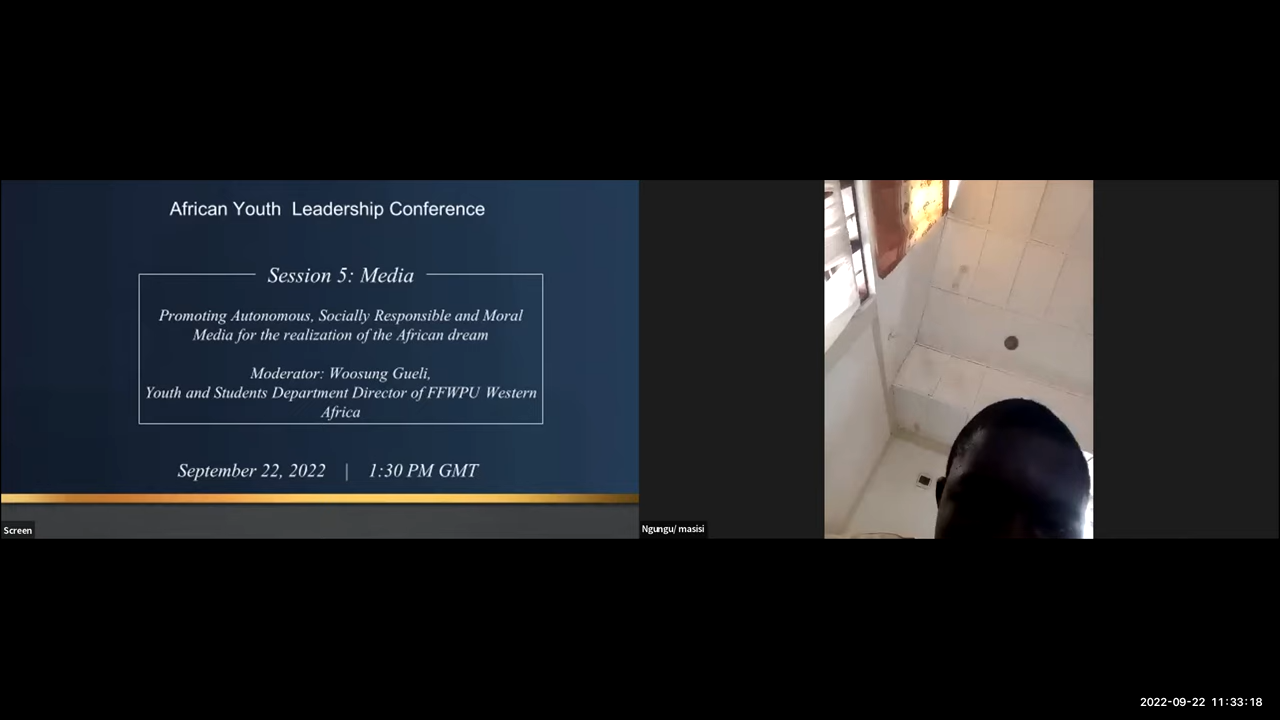 African Youth Leadership Conference
Session 5: Media
Promoting Autonomous, Socially Responsible and Moral
Media for the realization of the African dream
Moderator: Woosung Gueli,
Youth and Students Department Director of FFWPU Western
Africa
September 22, 2022 | 1:30 PM GMT
Screen
Ngungu/ masisi
2022-09-22 11:33:18